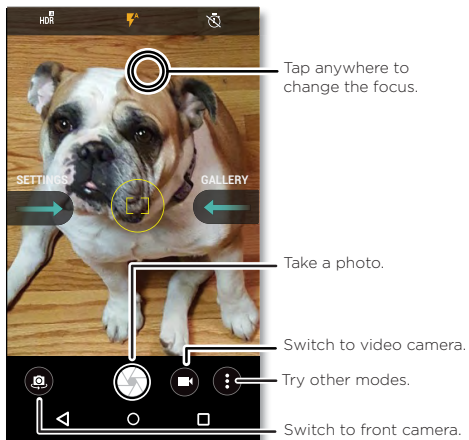 HDR
A
Tap anywhere to
change the focus.
SETTINGS
GALLERY
Take a photo.
Switch to video camera.
Try other modes.
Switch to front camera.